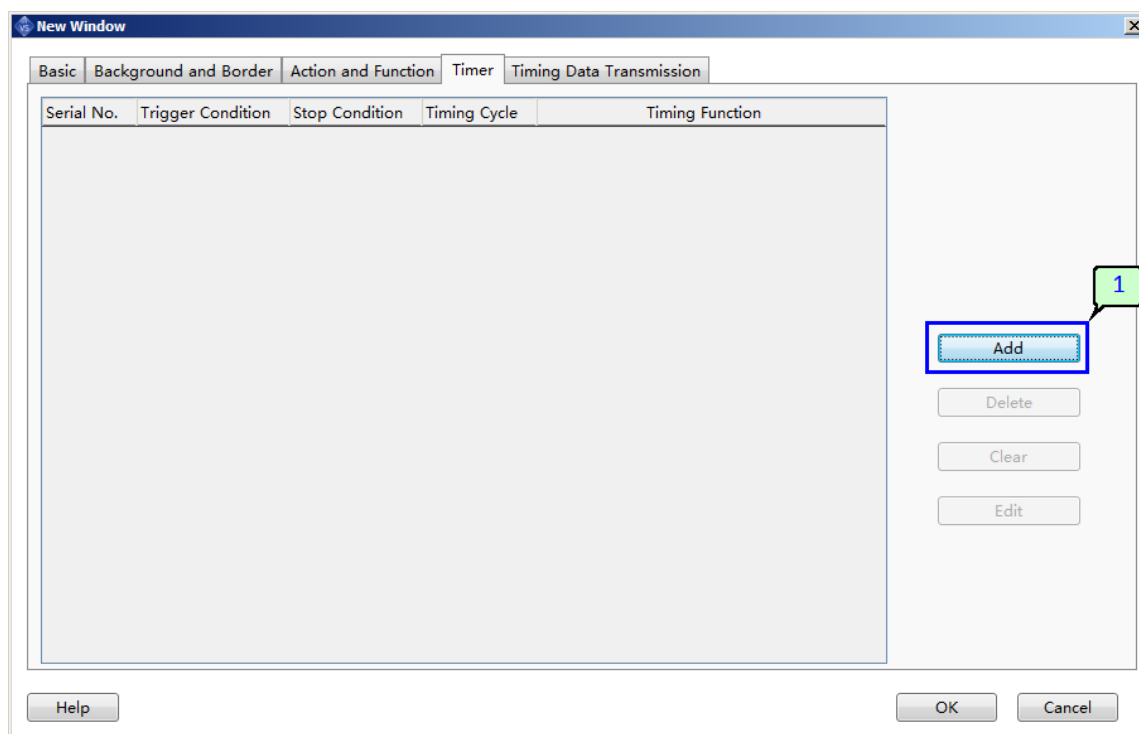 VS New Window
Basic Background and Border Action and Function Timer Timing Data Transmission
Serial No. Trigger Condition Stop Condition Timing Cycle Timing Function
1
Add
Delete
Clear
Edit
Help OK Cancel